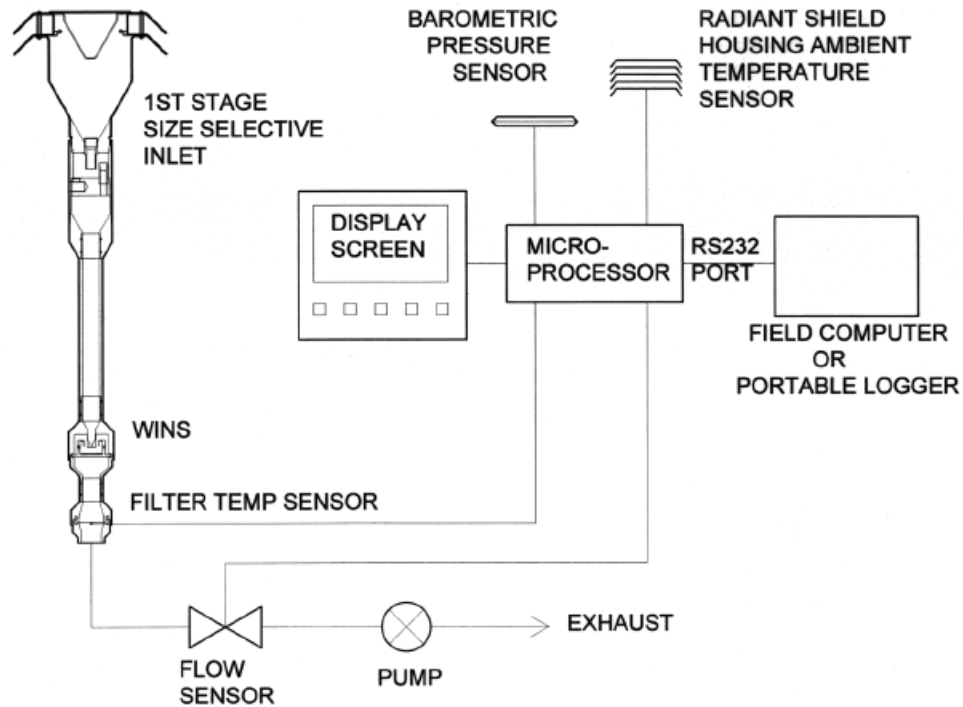 BAROMETRIC
PRESSURE
SENSOR
RADIANT SHIELD
HOUSING AMBIENT
TEMPERATURE
SENSOR
1ST STAGE
SIZE SELECTIVE
INLET
DISPLAY
SCREEN
MICRO-
PROCESSOR
RS232
PORT
FIELD COMPUTER
OR
PORTABLE LOGGER
WINS
FILTER TEMP SENSOR
FLOW
SENSOR
PUMP
EXHAUST